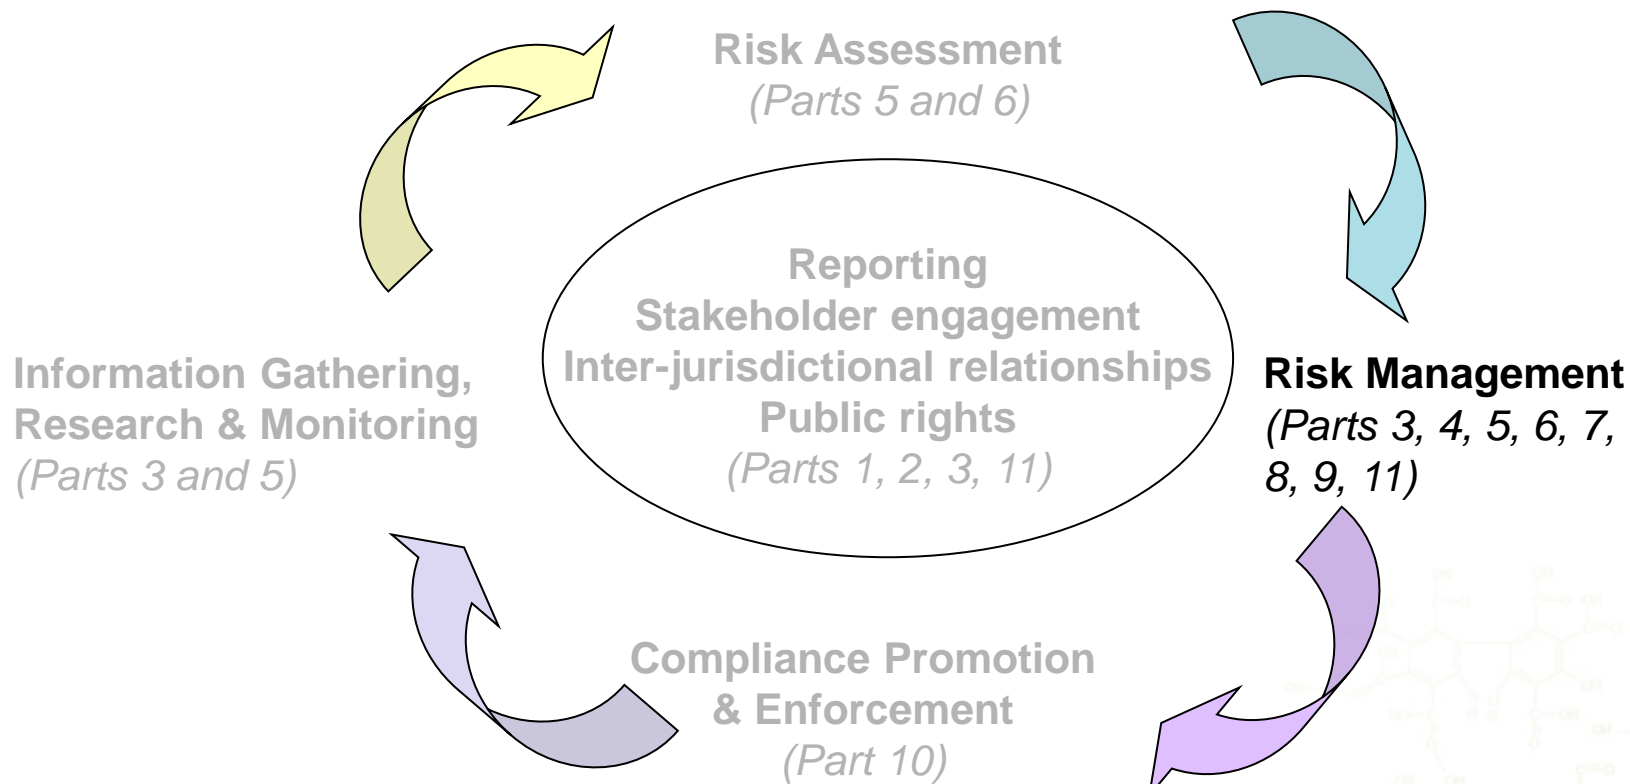 Risk Assessment
(Parts 5 and 6)
Reporting
Stakeholder engagement
Inter-jurisdictional relationships
Public rights
(Parts 1, 2, 3, 11)
Information Gathering,
Research & Monitoring
(Parts 3 and 5)
Risk Management
(Parts 3, 4, 5, 6, 7,
8, 9, 11)
Compliance Promotion
& Enforcement
(Part 10)